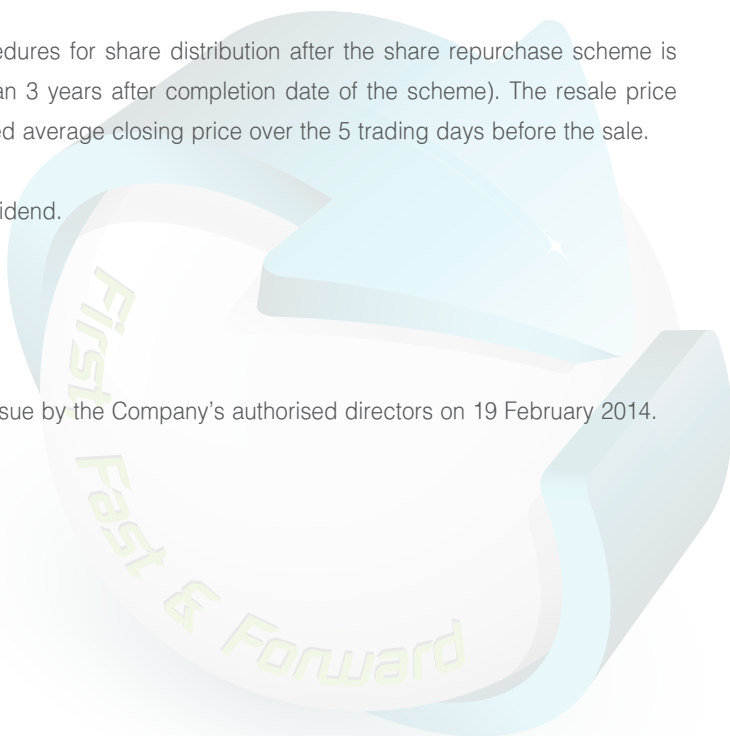 edures for share distribution after the share repurchase scheme is
an 3 years after completion date of the scheme). The resale price
ed average closing price over the 5 trading days before the sale.
vidend.
ssue by the Company's authorised directors on 19 February 2014.
First, Fast & Forward